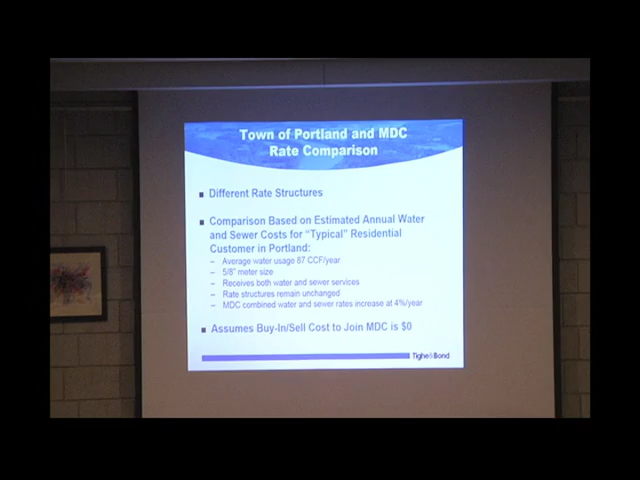 Town of Portland and MDC
Rate Comparison
■ Different Rate Structures
■ Comparison Based on Estimated Annual Water
and Sewer Costs for “Typical” Residential
Customer in Portland:
– Average water usage 87 CCF/year
– 5/8" meter size
– Receives both water and sewer services
– Rate structures remain unchanged
– MDC combined water and sewer rates increase at 4%/year
■ Assumes Buy-In/Sell Cost to Join MDC is $0
Tighe&Bond